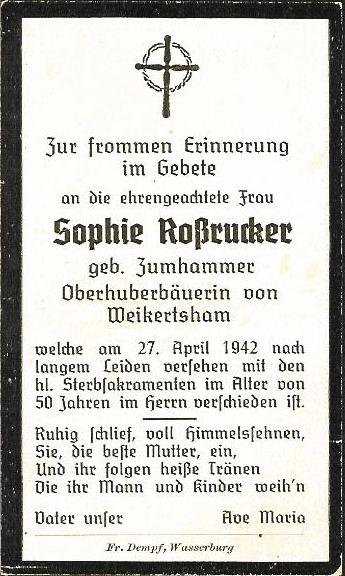 Zur frommen Erinnerung
im Gebete
an die ehrengeachtete Frau
Sophie Roßrucker
geb. Zumhammer
Oberhuberbäuerin von
Weikertsham
welche am 27. April 1942 nach
langem Leiden versehen mit den
hl. Sterbsakramenten im Alter von
50 Jahren im Herrn verschieden ist.
Ruhig schlief, voll Himmelssehnen,
Sie, die beste Mutter, ein,
Und ihr folgen heiße Tränen
Die ihr Mann und Kinder weih'n
Vater unser Ave Maria
Fr. Dempf, Wasserburg